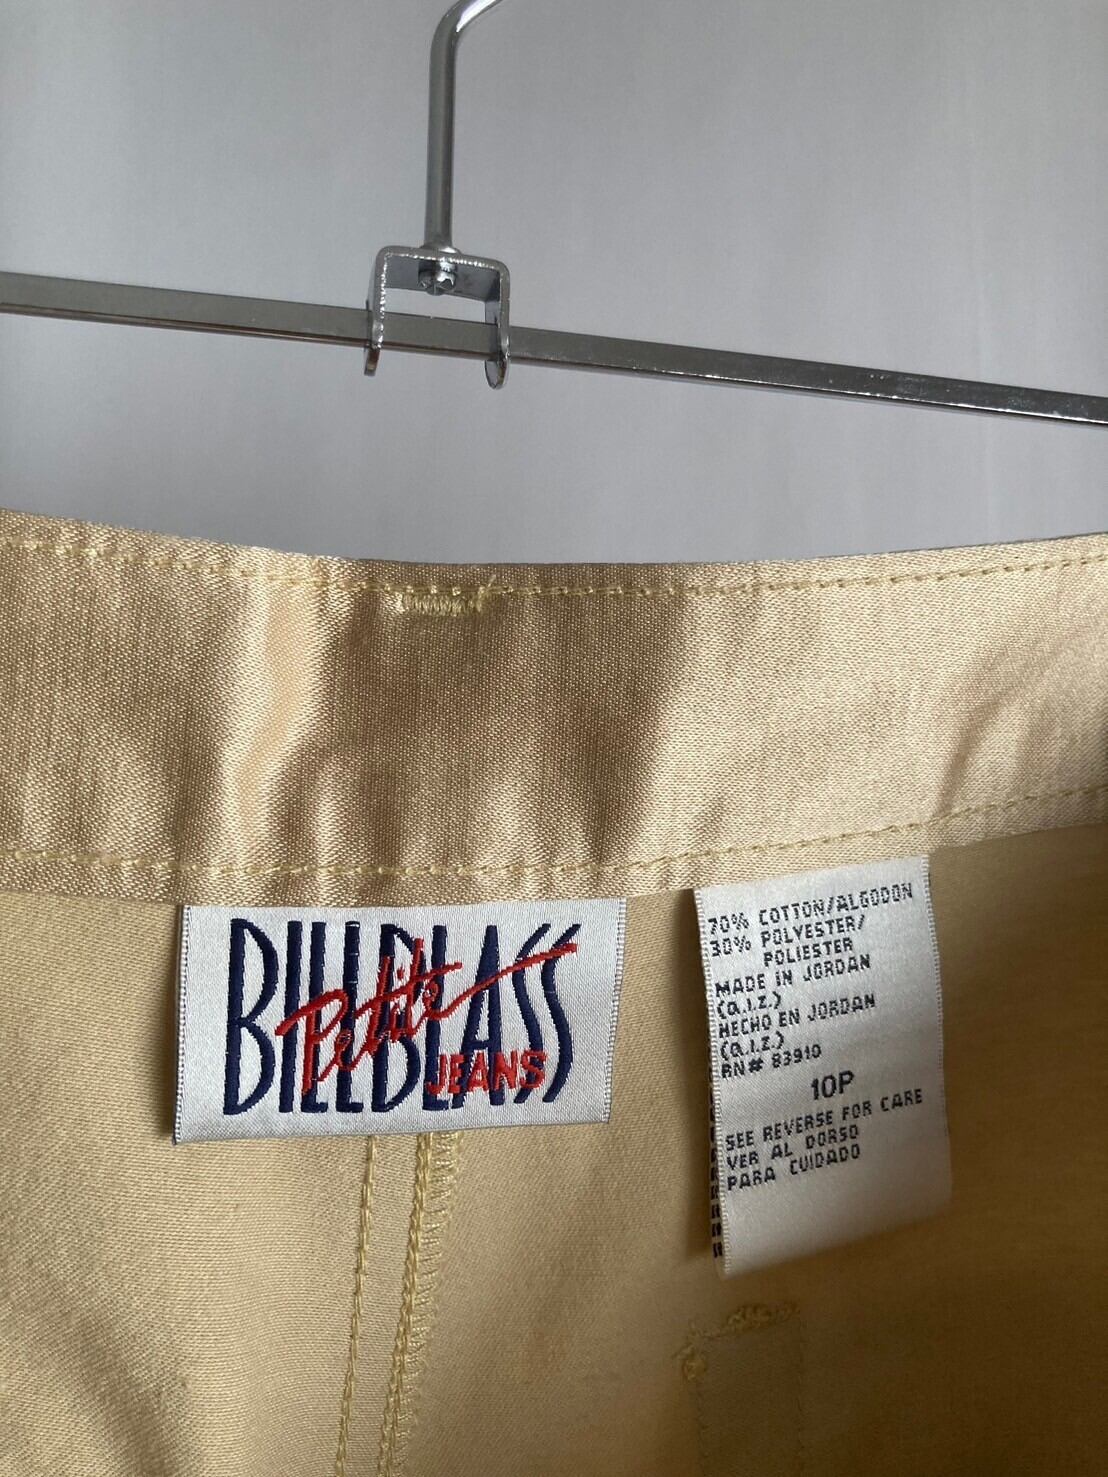 BILLBLASS
Petite
JEANS
70% COTTON/ALGODON
30% POLYESTER/
POLIESTER
MADE IN JORDAN
(Q.I.Z.)
HECHO EN JORDAN
(Q.I.Z.)
RN# 83910
10P
SEE REVERSE FOR CARE
VER AL DORSO
PARA CUIDADO